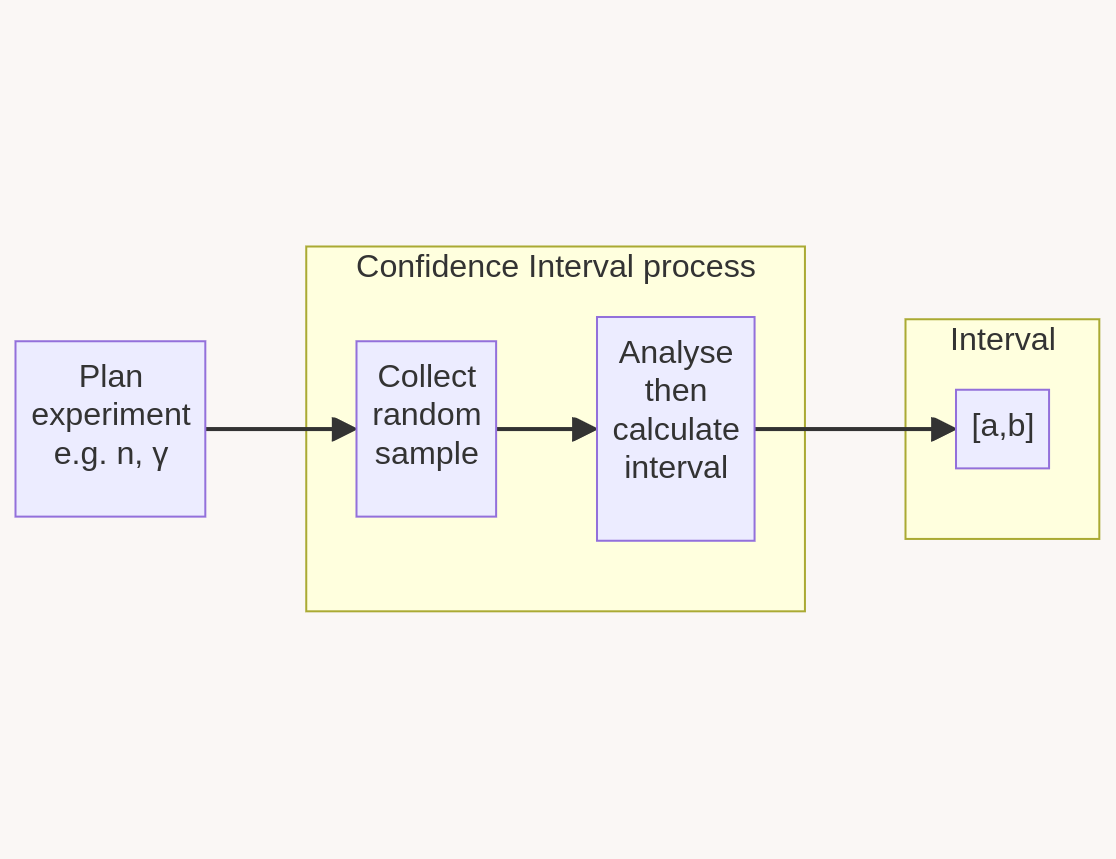 Confidence Interval process
Plan
experiment
e.g. n, γ
Collect
random
sample
Analyse
then
calculate
interval
Interval
[a,b]